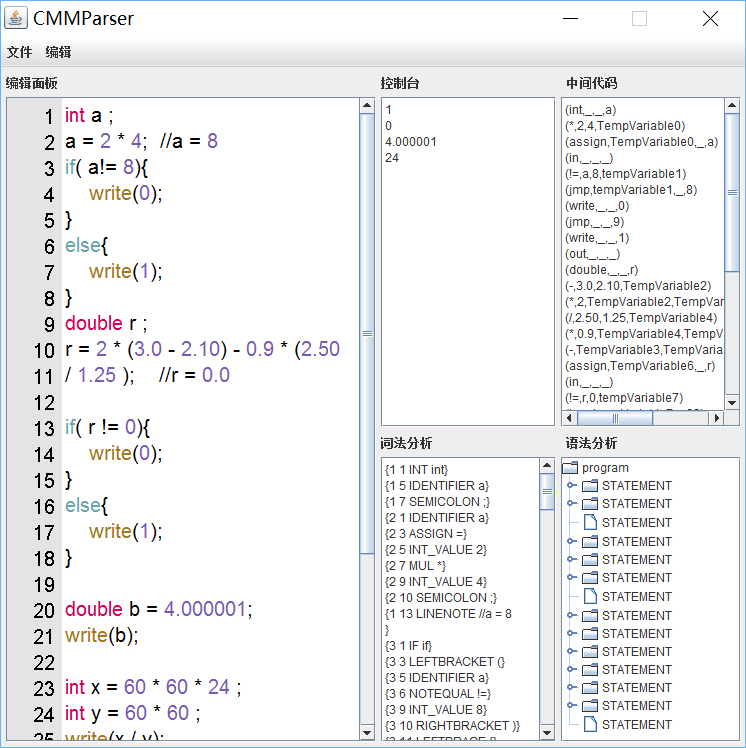 CMMParser
文件 编辑
编辑面板
1 int a ;
2 a = 2 * 4; //a = 8
3 if( a!= 8){
4 write(0);
5 }
6 else{
7 write(1);
8 }
9 double r ;
10 r = 2 * (3.0 - 2.10) - 0.9 * (2.50
11 / 1.25 ); //r = 0.0
12
13 if( r != 0){
14 write(0);
15 }
16 else{
17 write(1);
18 }
19
20 double b = 4.000001;
21 write(b);
22
23 int x = 60 * 60 * 24 ;
24 int y = 60 * 60 ;
25 write(x / y);
控制台
1
0
4.000001
24
中间代码
(int,_,_,a)
(*,2,4,TempVariable0)
(assign,TempVariable0,_,a)
(in,_,_,_)
(!=,a,8,tempVariable1)
(jmp,tempVariable1,_,8)
(write,_,_,0)
(jmp,_,_,9)
(write,_,_,1)
(out,_,_,_)
(double,_,_,r)
(-,3.0,2.10,TempVariable2)
(*,2,TempVariable2,TempVar
(/,2.50,1.25,TempVariable4)
(*,0.9,TempVariable4,TempV
(-,TempVariable3,TempVaria
(assign,TempVariable6,_,r)
(in,_,_,_)
(!=,r,0,tempVariable7)
词法分析
{1 1 INT int}
{1 5 IDENTIFIER a}
{1 7 SEMICOLON ;}
{2 1 IDENTIFIER a}
{2 3 ASSIGN =}
{2 5 INT_VALUE 2}
{2 7 MUL *}
{2 9 INT_VALUE 4}
{2 10 SEMICOLON ;}
{1 13 LINENOTE //a = 8
}
{3 1 IF if}
{3 3 LEFTBRACKET (}
{3 5 IDENTIFIER a}
{3 6 NOTEQUAL !=}
{3 9 INT_VALUE 8}
{3 10 RIGHTBRACKET )}
{3 11 LEFTBRACE {}
语法分析
program
STATEMENT
STATEMENT
STATEMENT
STATEMENT
STATEMENT
STATEMENT
STATEMENT
STATEMENT
STATEMENT
STATEMENT
STATEMENT
STATEMENT
STATEMENT
STATEMENT